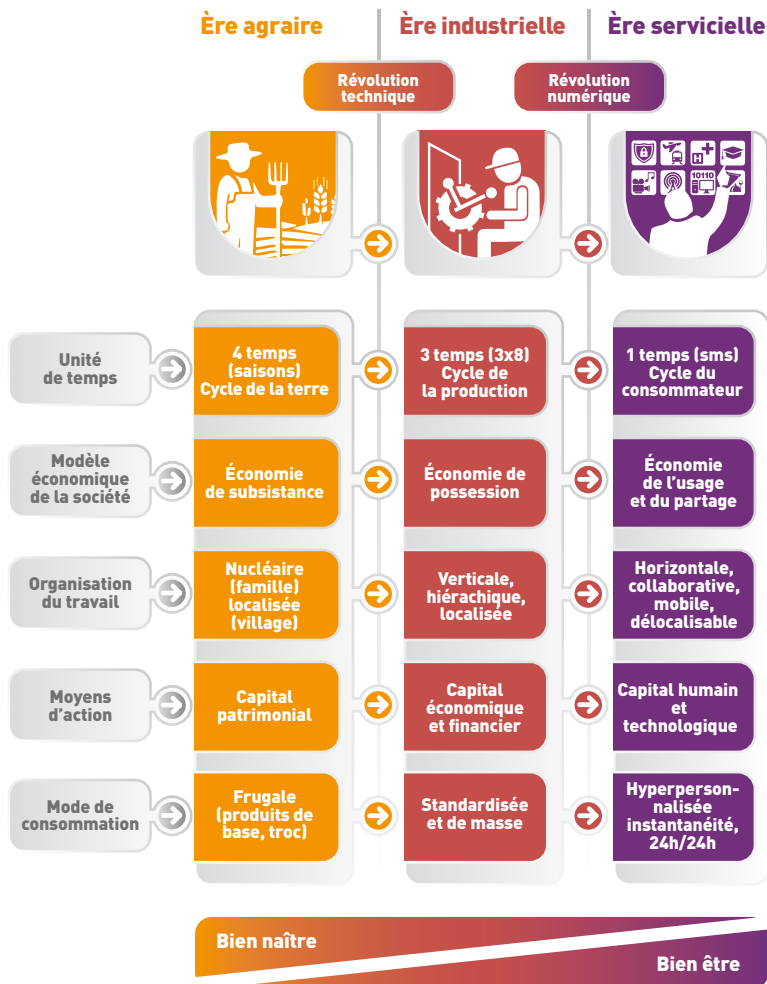 Ère agraire
Ère industrielle
Ère servicielle
Révolution
technique
Révolution
numérique
10110
H
Unité
de temps
4 temps
(saisons)
Cycle de la terre
3 temps (3x8)
Cycle de
la production
1 temps (sms)
Cycle du
consommateur
Modèle
économique
de la société
Économie
de subsistance
Économie de
possession
Économie
de l’usage
et du partage
Organisation
du travail
Nucléaire
(famille)
localisée
(village)
Verticale,
hiérachique,
localisée
Horizontale,
collaborative,
mobile,
délocalisable
Moyens
d’action
Capital
patrimonial
Capital
économique
et financier
Capital humain
et
technologique
Mode de
consommation
Frugale
(produits de
base, troc)
Standardisée
et de masse
Hyperperson-
nalisée
instantanéité,
24h/24h
Bien naître
Bien être